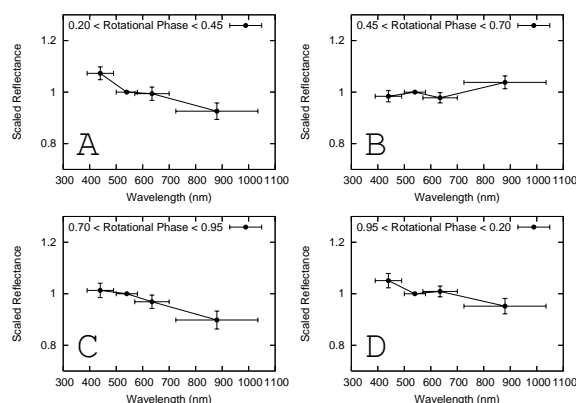 0.20 < Rotational Phase < 0.45
1.2
1
0.8
Scaled Reflectance
A
300 400 500 600 700 800 900 1000 1100
Wavelength (nm)
0.45 < Rotational Phase < 0.70
1.2
1
0.8
Scaled Reflectance
B
300 400 500 600 700 800 900 1000 1100
Wavelength (nm)
0.70 < Rotational Phase < 0.95
1.2
1
0.8
Scaled Reflectance
C
300 400 500 600 700 800 900 1000 1100
Wavelength (nm)
0.95 < Rotational Phase < 0.20
1.2
1
0.8
Scaled Reflectance
D
300 400 500 600 700 800 900 1000 1100
Wavelength (nm)